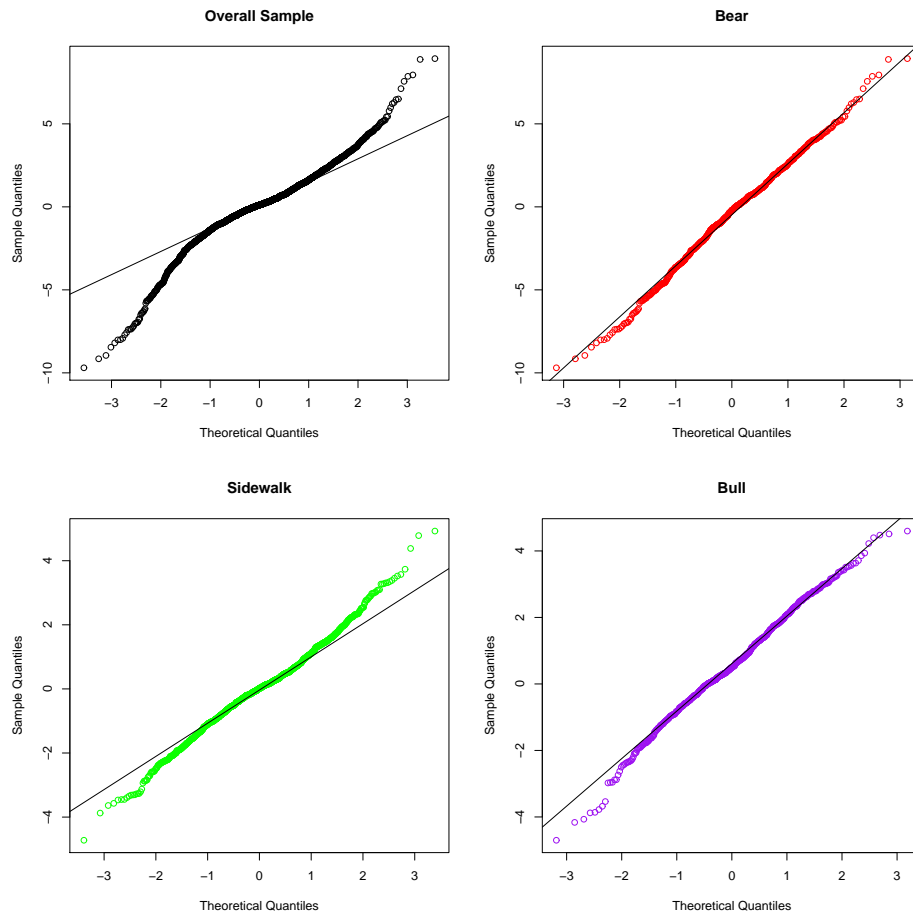 Overall Sample
Sample Quantiles
5
0
−5
−10
−3 −2 −1 0 1 2 3
Theoretical Quantiles
Bear
Sample Quantiles
5
0
−5
−10
−3 −2 −1 0 1 2 3
Theoretical Quantiles
Sidewalk
Sample Quantiles
4
2
0
−2
−4
−3 −2 −1 0 1 2 3
Theoretical Quantiles
Bull
Sample Quantiles
4
2
0
−2
−4
−3 −2 −1 0 1 2 3
Theoretical Quantiles